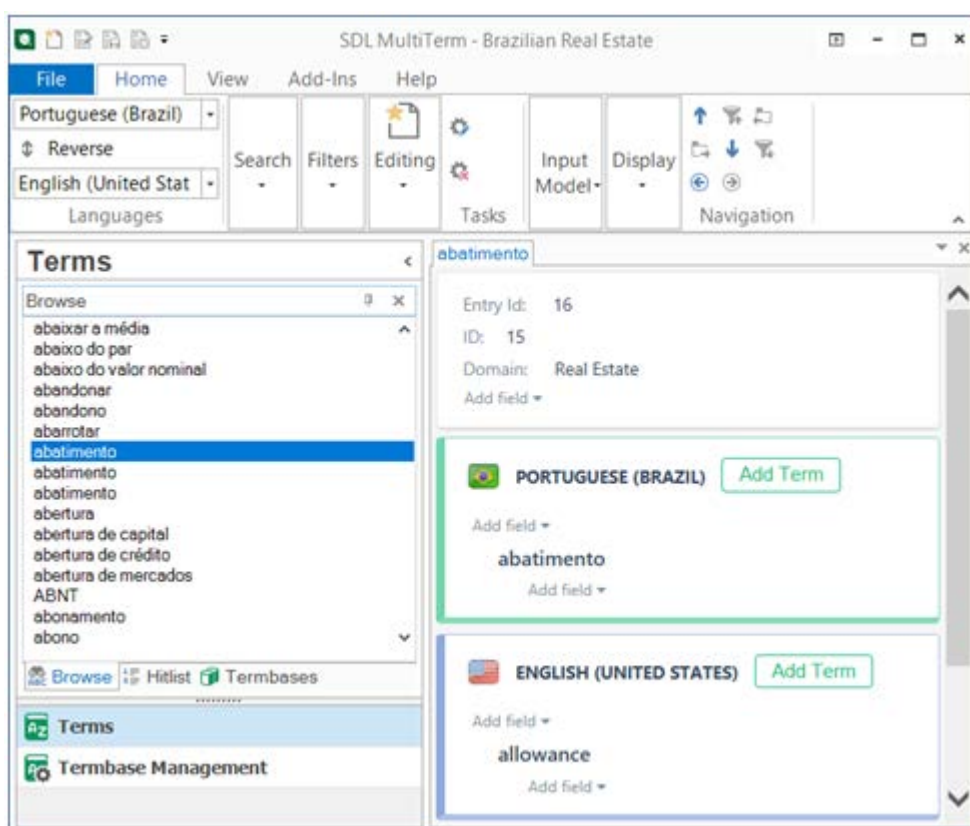 SDL MultiTerm - Brazilian Real Estate
File Home View Add-Ins Help
Portuguese (Brazil)
Reverse
English (United Stat
Languages
Search
Filters
Editing
Tasks
Input Model
Display
Navigation
Terms
Browse
abaixar a média
abaixo do par
abaixo do valor nominal
abandonar
abandono
abarrotar
abatimento
abatimento
abatimento
abertura
abertura de capital
abertura de crédito
abertura de mercados
ABNT
abonamento
abono
Browse Hitlist Termbases
Terms
Termbase Management
abatimento
Entry Id: 16
ID: 15
Domain: Real Estate
Add field
PORTUGUESE (BRAZIL) Add Term
Add field
abatimento
Add field
ENGLISH (UNITED STATES) Add Term
Add field
allowance
Add field